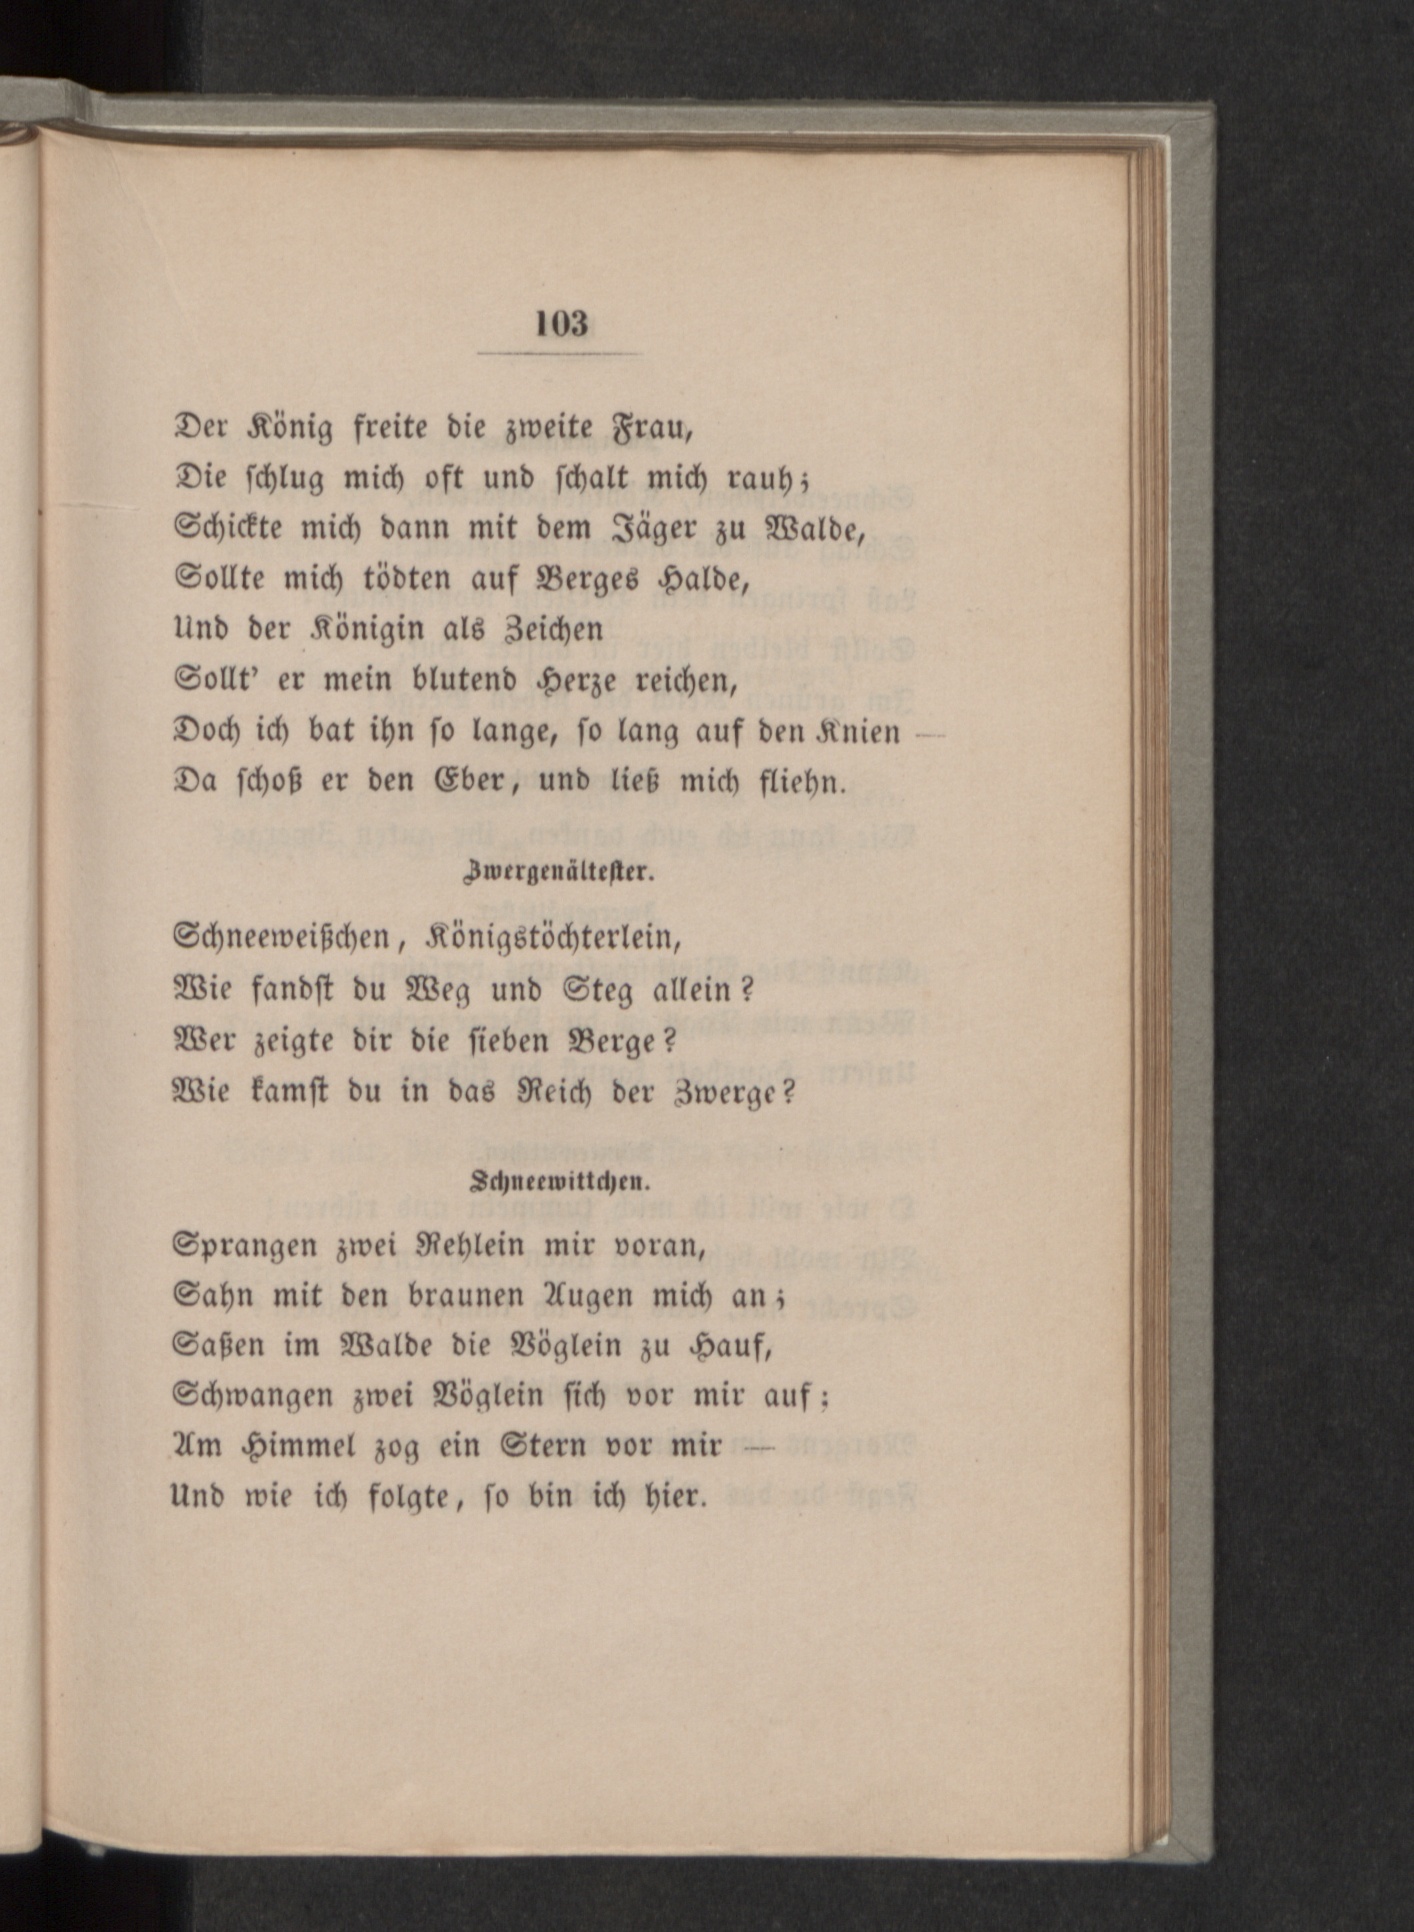 103
Der König freite die zweite Frau,
Die ſchlug mich oft und ſchalt mich rauh;
Schickte mich dann mit dem Jäger zu Walde,
Sollte mich tödten auf Berges Halde,
Und der Königin als Zeichen
Sollt' er mein blutend Herze reichen,
Doch ich bat ihn ſo lange, ſo lang auf den Knien —
Da ſchoß er den Eber, und ließ mich fliehn.
Zwergenälteſter.
Schneeweißchen, Königstöchterlein,
Wie fandſt du Weg und Steg allein?
Wer zeigte dir die ſieben Berge?
Wie kamſt du in das Reich der Zwerge?
Schneewittchen.
Sprangen zwei Rehlein mir voran,
Sahn mit den braunen Augen mich an;
Saßen im Walde die Vöglein zu Hauf,
Schwangen zwei Vöglein ſich vor mir auf;
Am Himmel zog ein Stern vor mir —
Und wie ich folgte, ſo bin ich hier.